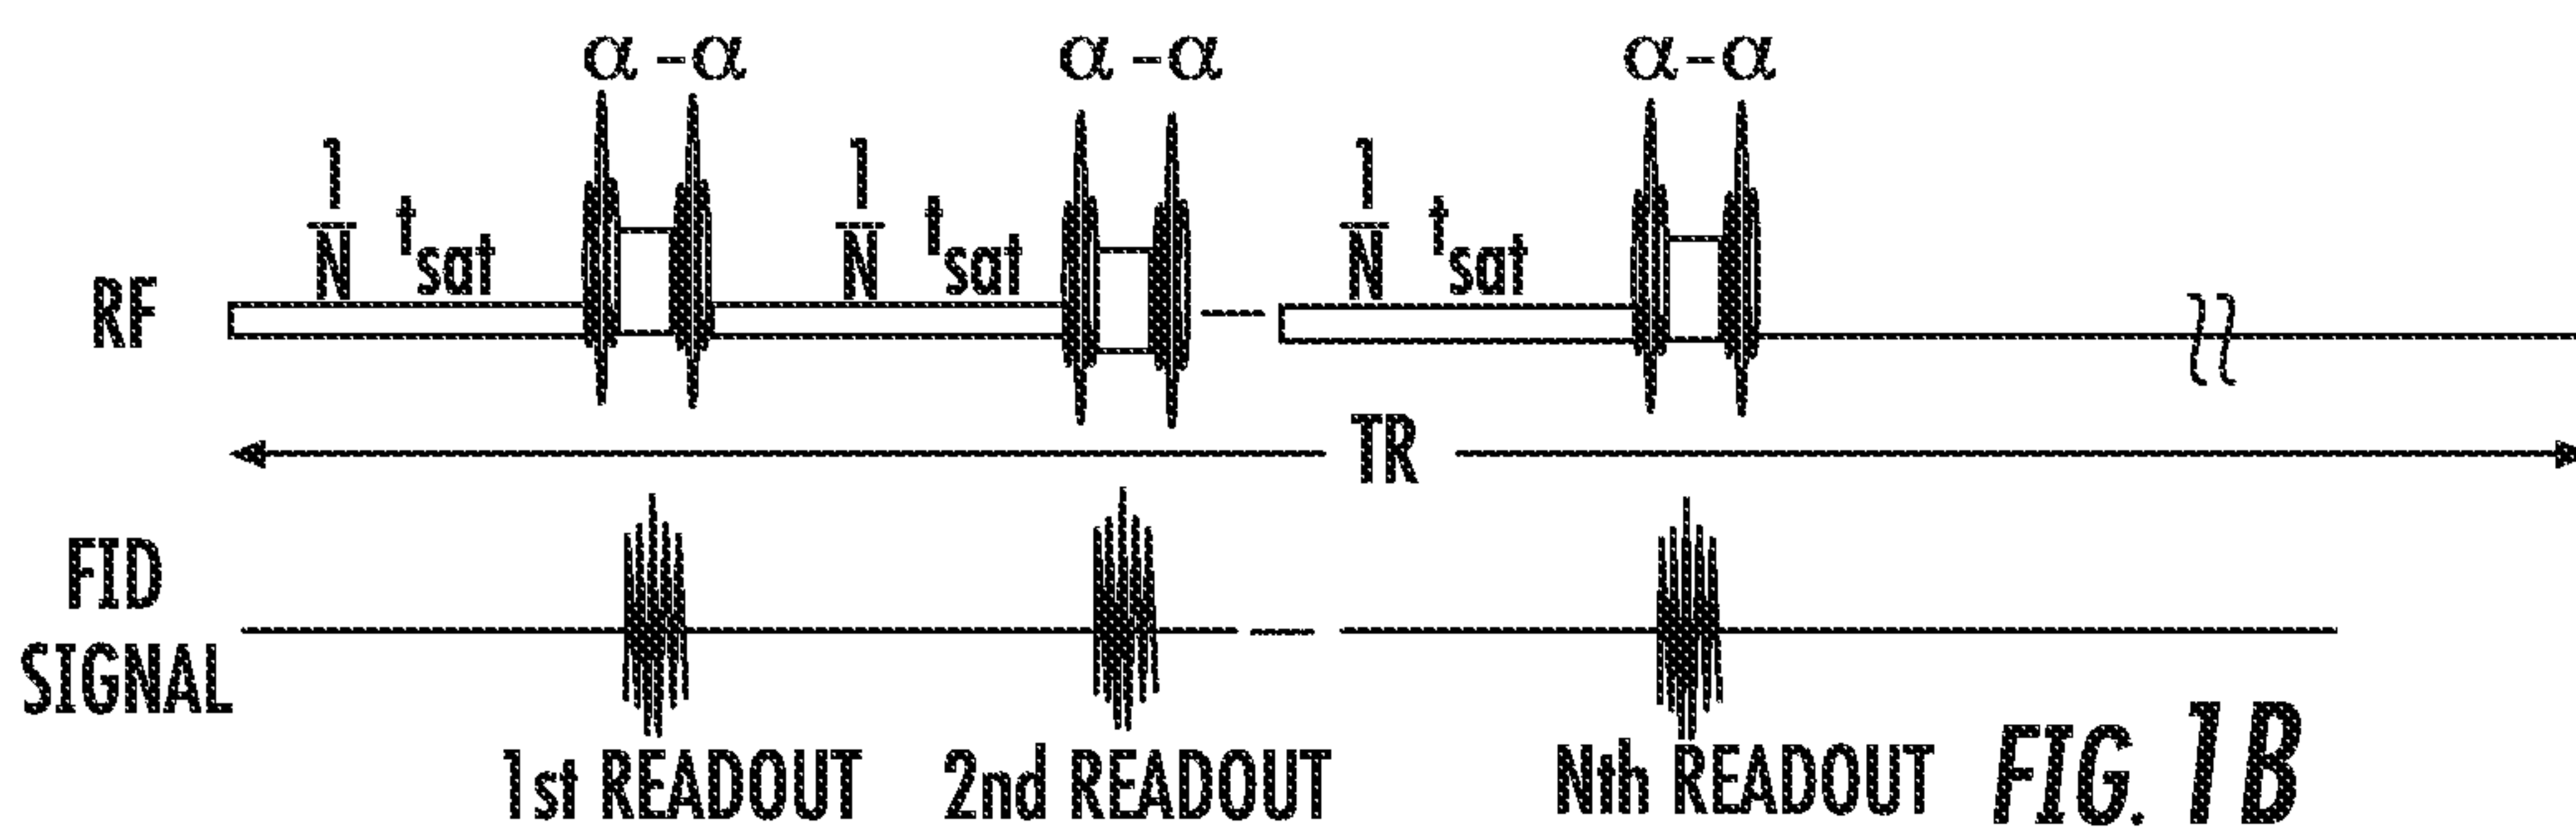 α -α α -α α-α
1/N tsat 1/N tsat 1/N tsat
RF
TR
FID
SIGNAL
1st READOUT 2nd READOUT Nth READOUT
FIG. 1B